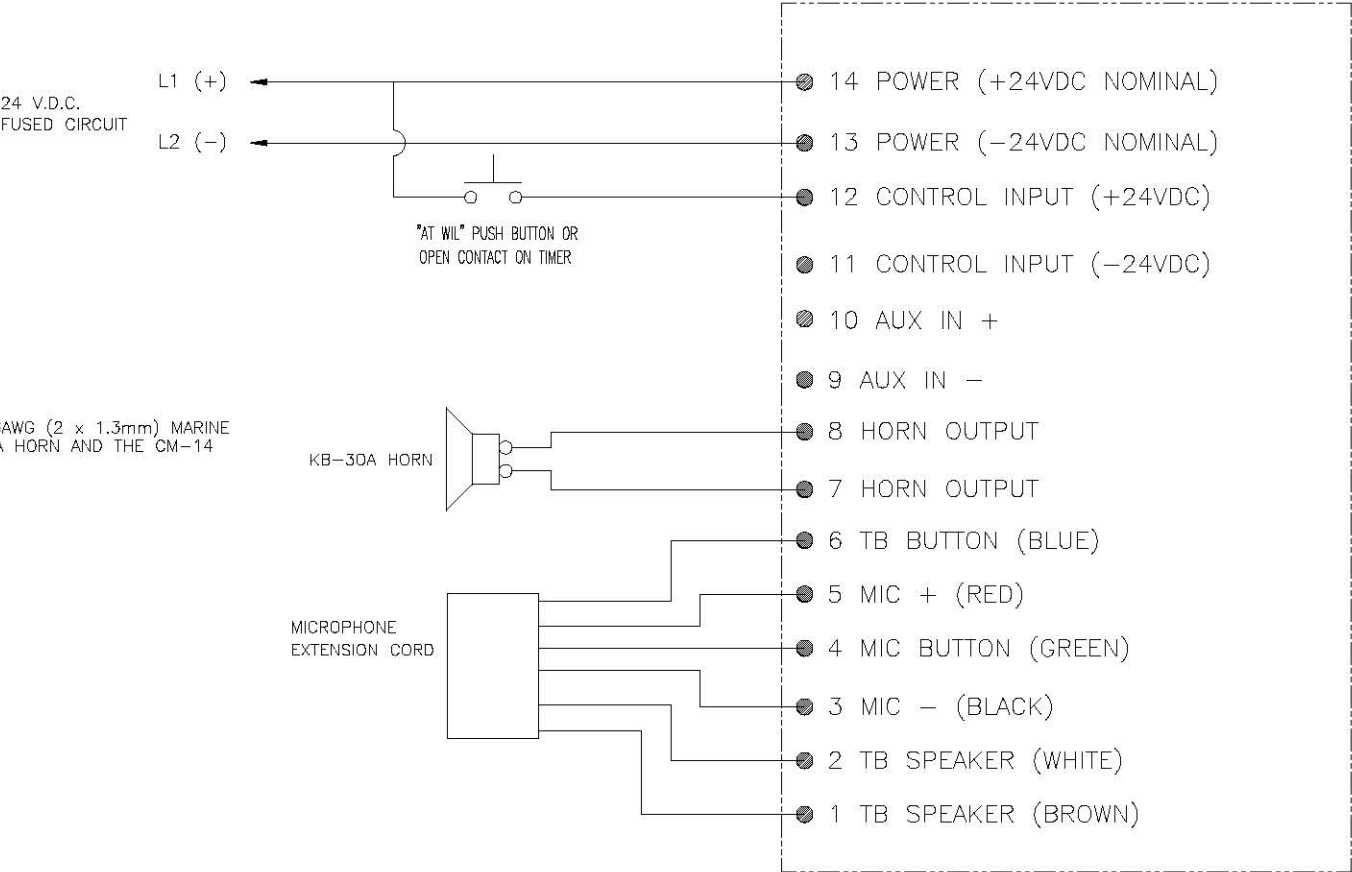 L1 (+)
24 V.D.C.
FUSED CIRCUIT
L2 (−)
"AT WIL" PUSH BUTTON OR
OPEN CONTACT ON TIMER
AWG (2 x 1.3mm) MARINE
HORN AND THE CM−14
KB−30A HORN
MICROPHONE
EXTENSION CORD
14 POWER (+24VDC NOMINAL)
13 POWER (−24VDC NOMINAL)
12 CONTROL INPUT (+24VDC)
11 CONTROL INPUT (−24VDC)
10 AUX IN +
9 AUX IN −
8 HORN OUTPUT
7 HORN OUTPUT
6 TB BUTTON (BLUE)
5 MIC + (RED)
4 MIC BUTTON (GREEN)
3 MIC − (BLACK)
2 TB SPEAKER (WHITE)
1 TB SPEAKER (BROWN)